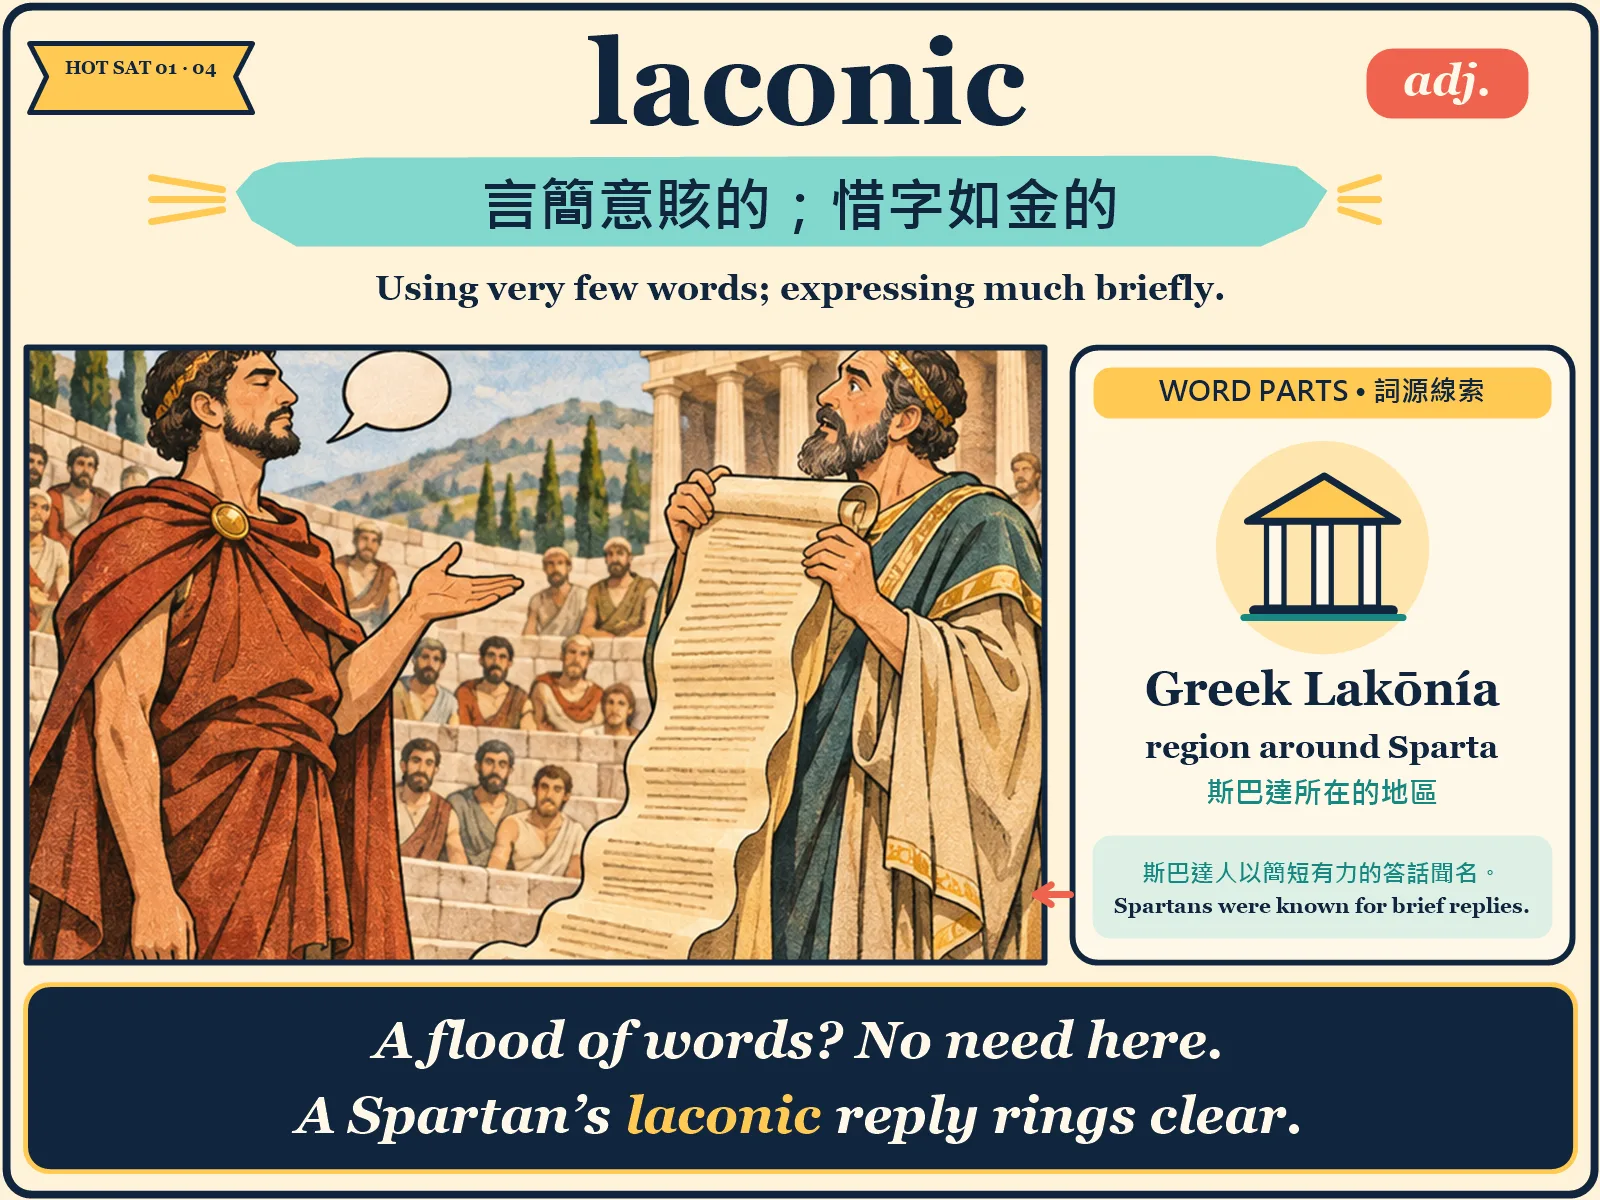 HOT SAT 01 · 04
laconic
adj.
言簡意賅的；惜字如金的
Using very few words; expressing much briefly.
WORD PARTS • 詞源線索
Greek Lakōnía
region around Sparta
斯巴達所在的地區
斯巴達人以簡短有力的答話聞名。
Spartans were known for brief replies.
A flood of words? No need here.
A Spartan’s laconic reply rings clear.